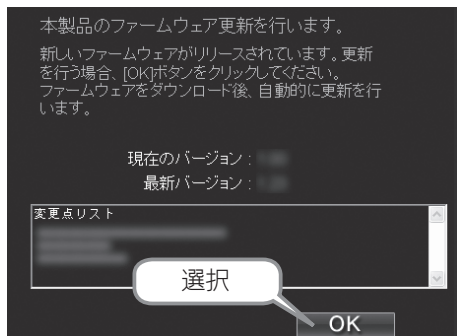 本製品のファームウェア更新を行います。
新しいファームウェアがリリースされています。更新
を行う場合、[OK]ボタンをクリックしてください。
ファームウェアをダウンロード後、自動的に更新を行
います。
現在のバージョン :
最新バージョン :
変更点リスト
選択
OK